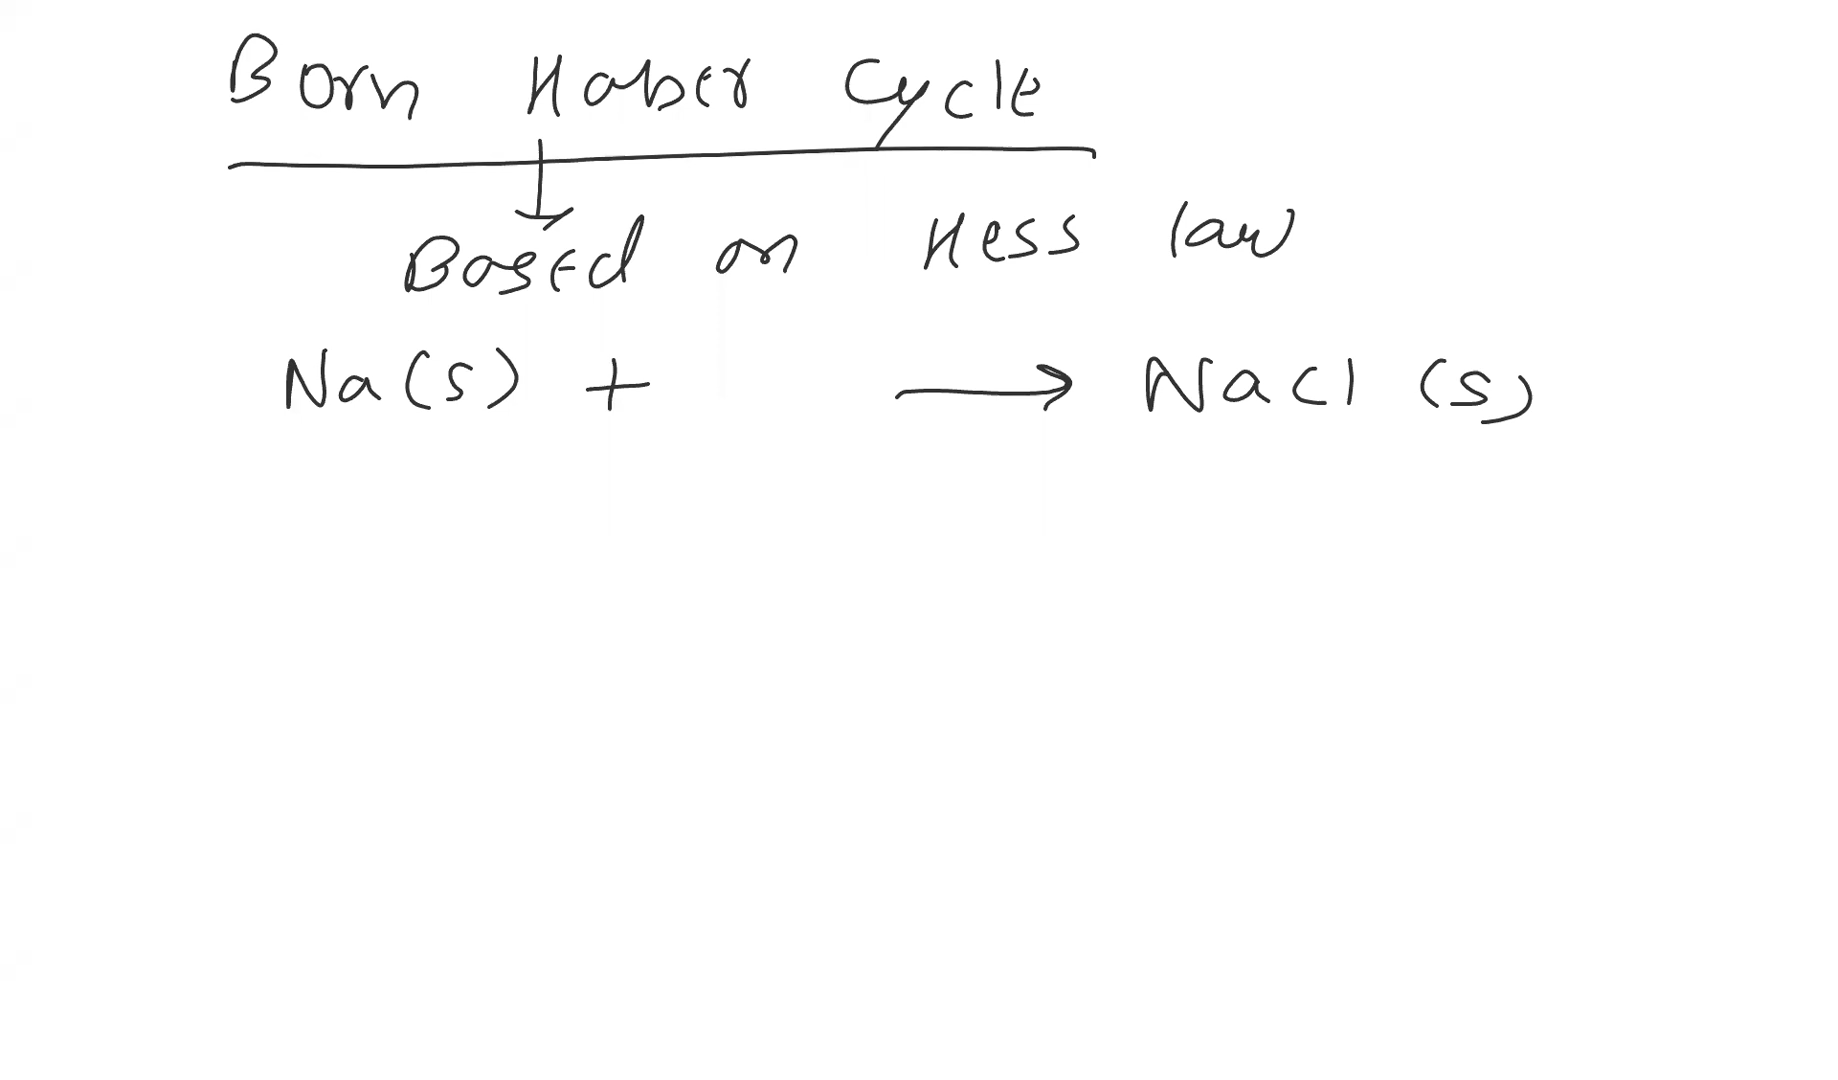 Born Haber Cycle
Based on Hess law
Na(s) + → NaCl (s)